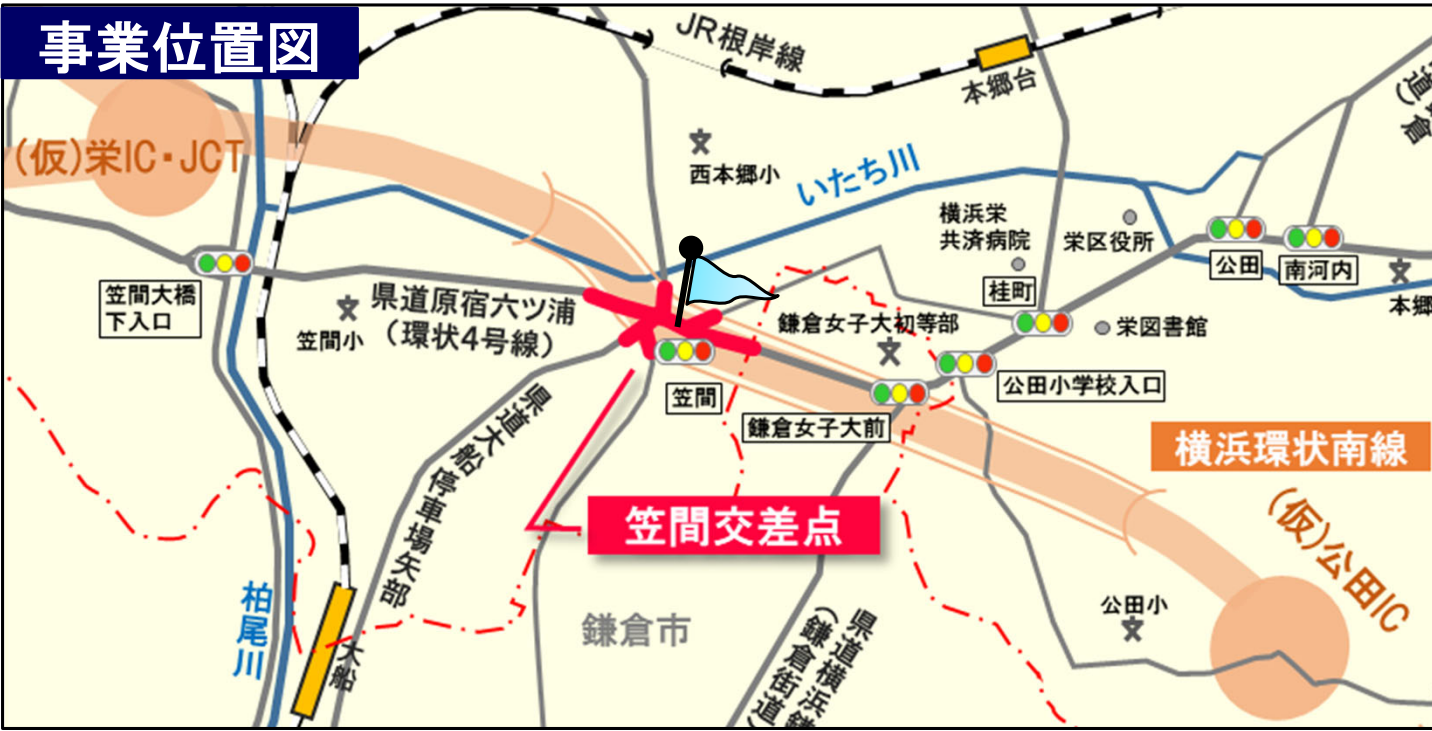 事業位置図
JR根岸線
本郷台
(仮)栄IC・JCT
西本郷小
いたち川
横浜栄
共済病院
栄区役所
公田
南河内
桂町
本郷
笠間大橋
下入口
笠間小
県道原宿六ツ浦
（環状4号線）
鎌倉女子大初等部
栄図書館
公田小学校入口
笠間
鎌倉女子大前
横浜環状南線
県道大船停車場矢部
笠間交差点
(仮)公田IC
柏尾川
大船
鎌倉市
公田小
県道横浜鎌
（鎌倉街道）